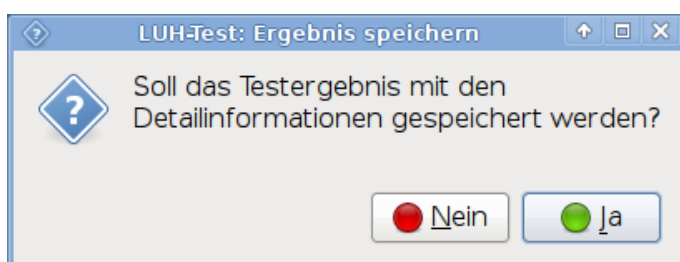 LUH-Test: Ergebnis speichern
Soll das Testergebnis mit den
Detailinformationen gespeichert werden?
Nein
Ja